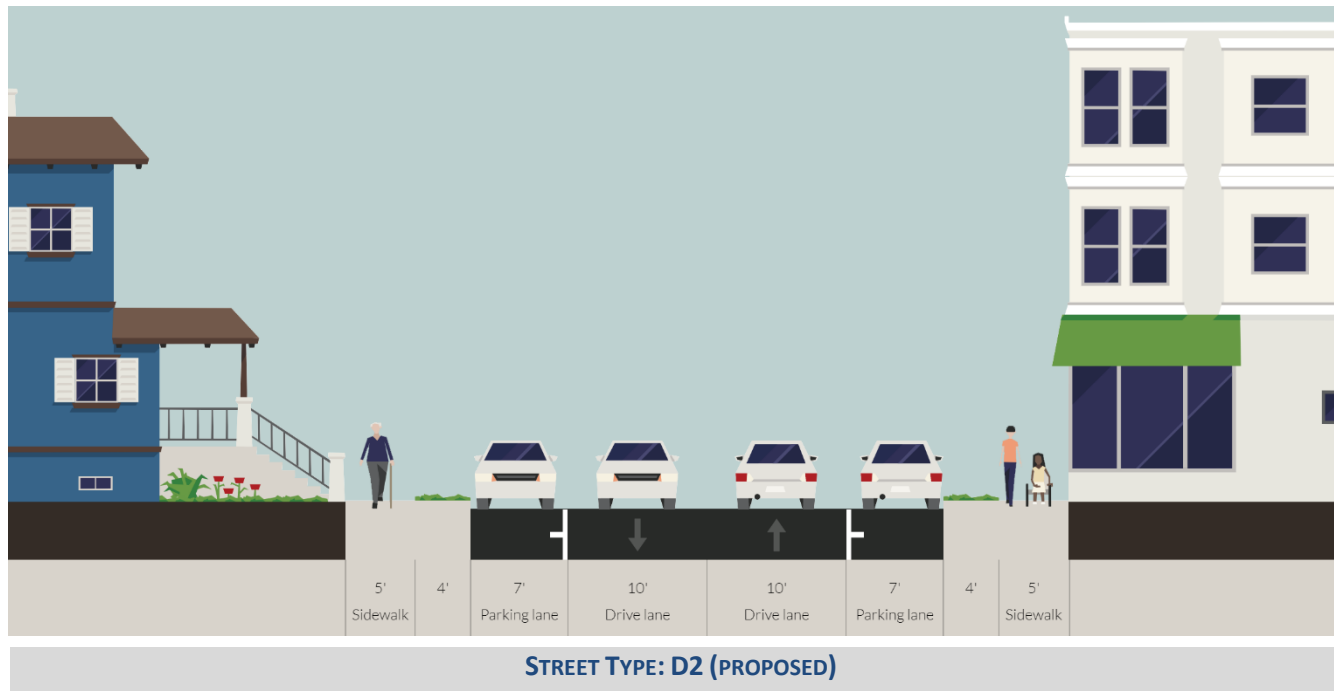 5' 4' 7' 10' 10' 7' 4' 5'
Sidewalk Parking lane Drive lane Drive lane Parking lane Sidewalk
STREET TYPE: D2 (PROPOSED)